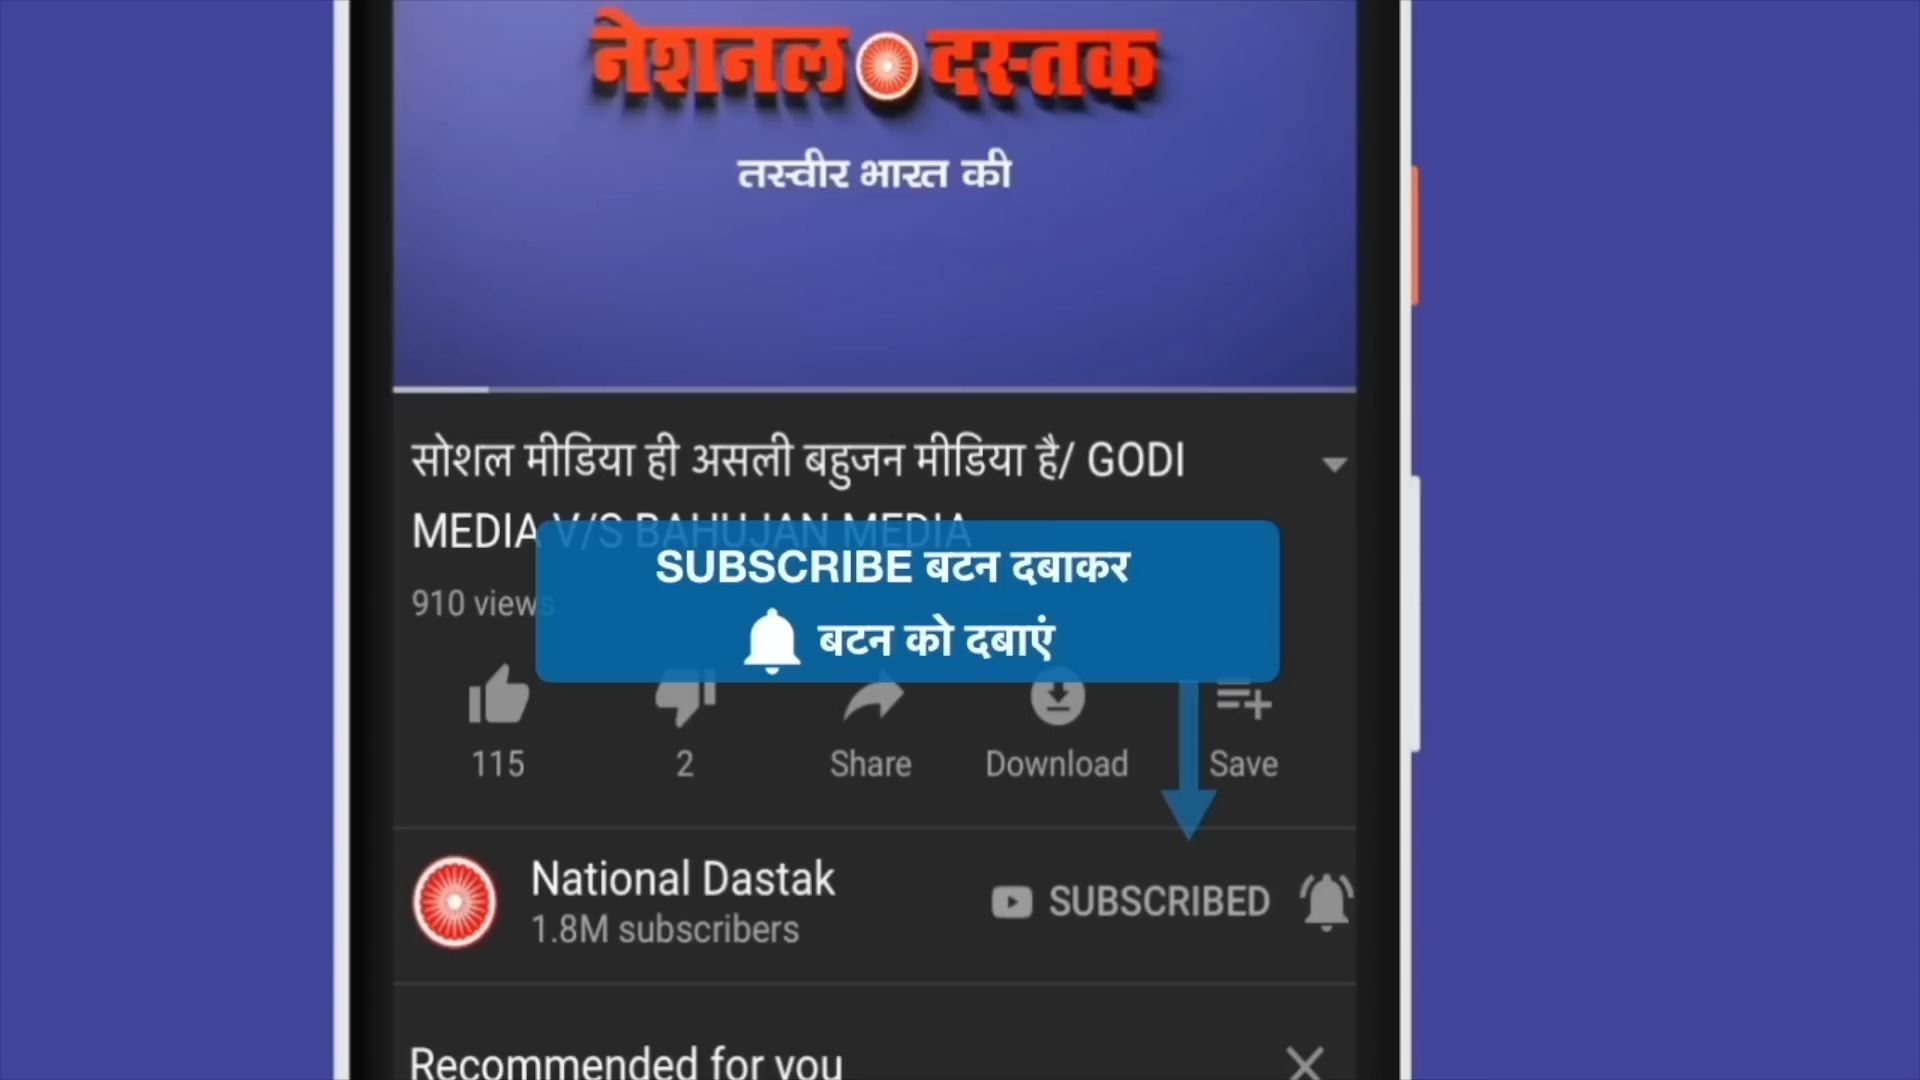 नेशनल दस्तक
तस्वीर भारत की
सोशल मीडिया ही असली बहुजन मीडिया है/ GODI
MEDIA V/S BAHUJAN MEDIA
910 views
SUBSCRIBE बटन दबाकर
बटन को दबाएं
115
2
Share
Download
Save
National Dastak
1.8M subscribers
SUBSCRIBED
Recommended for you